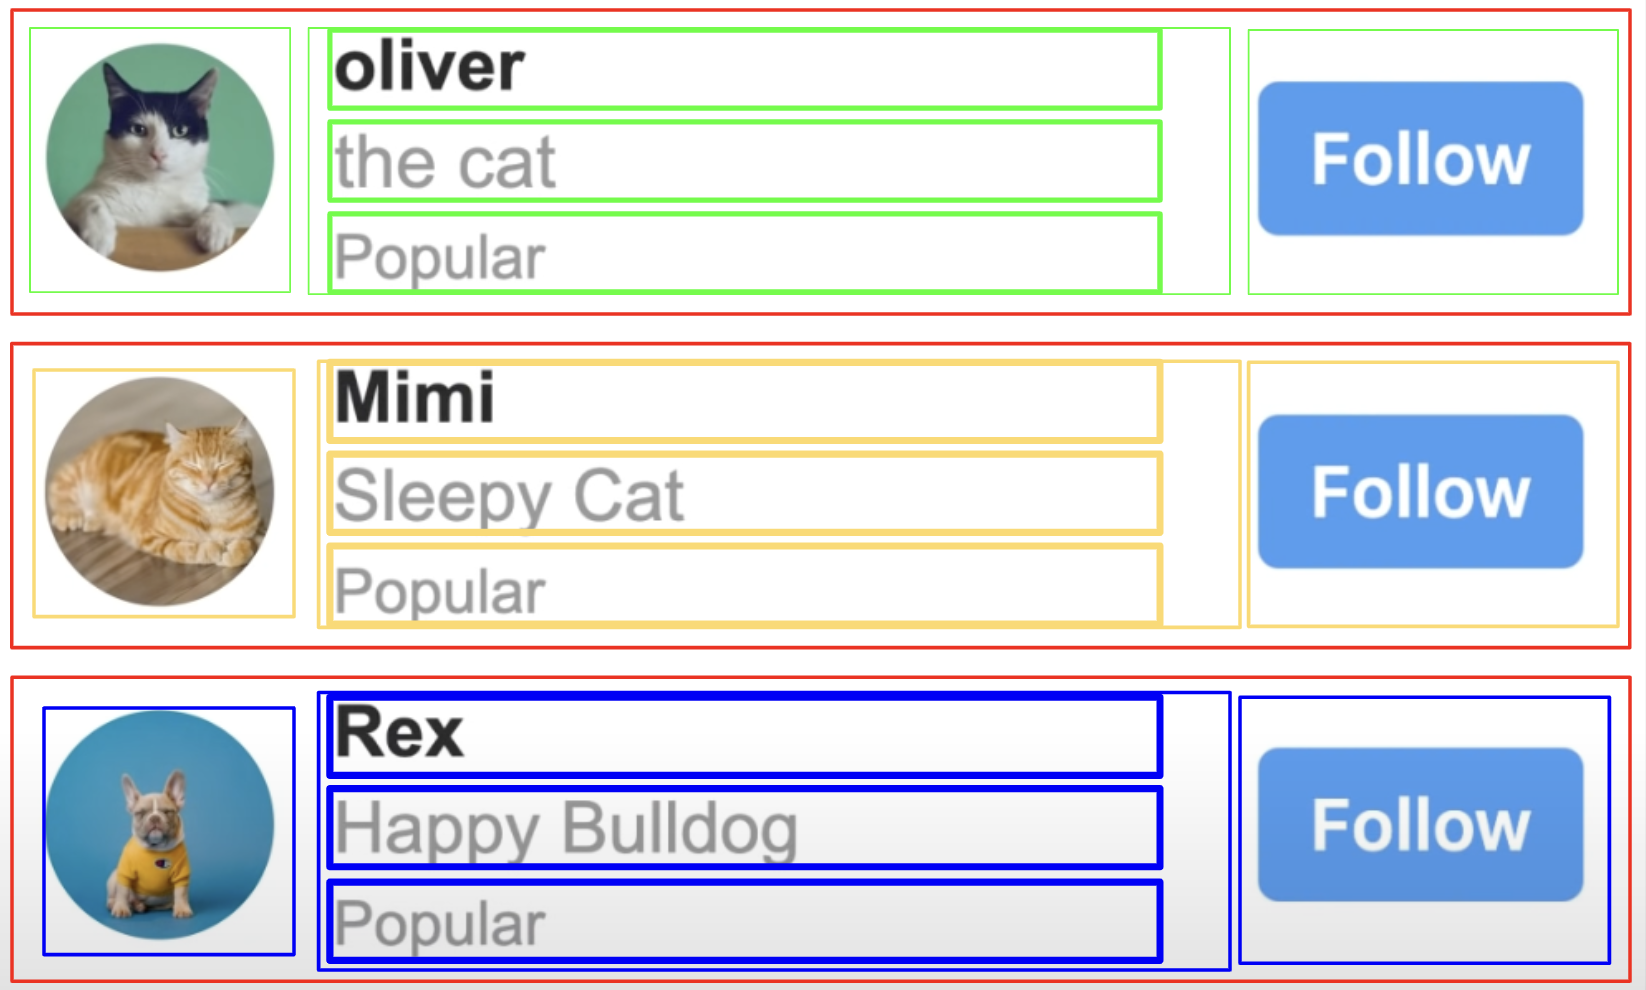 oliver
the cat
Popular
Follow
Mimi
Sleepy Cat
Popular
Follow
Rex
Happy Bulldog
Popular
Follow